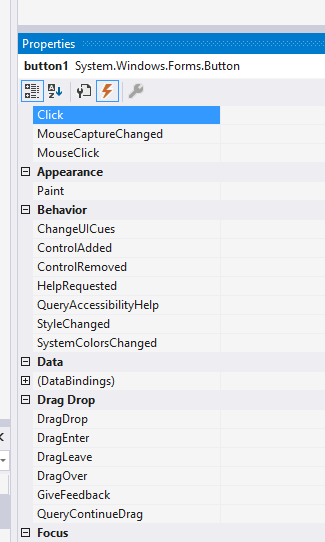 Properties
button1 System.Windows.Forms.Button
Click
MouseCaptureChanged
MouseClick
Appearance
Paint
Behavior
ChangeUICues
ControlAdded
ControlRemoved
HelpRequested
QueryAccessibilityHelp
StyleChanged
SystemColorsChanged
Data
(DataBindings)
Drag Drop
DragDrop
DragEnter
DragLeave
DragOver
GiveFeedback
QueryContinueDrag
Focus